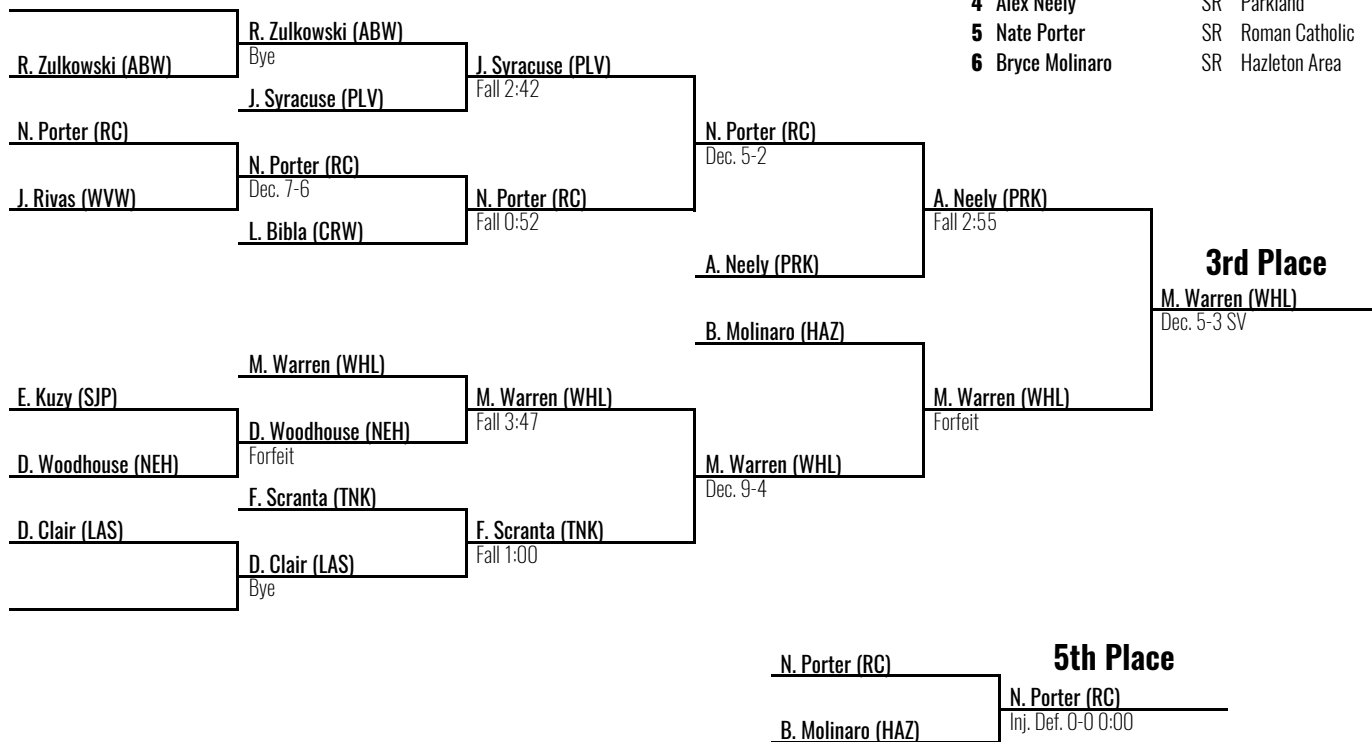 4 Alex Neely SR Parkland
5 Nate Porter SR Roman Catholic
6 Bryce Molinaro SR Hazleton Area
R. Zulkowski (ABW)
R. Zulkowski (ABW)
Bye
J. Syracuse (PLV)
J. Syracuse (PLV)
Fall 2:42
N. Porter (RC)
J. Rivas (WVW)
N. Porter (RC)
Dec. 7-6
L. Bibla (CRW)
N. Porter (RC)
Fall 0:52
N. Porter (RC)
Dec. 5-2
A. Neely (PRK)
A. Neely (PRK)
Fall 2:55
3rd Place
M. Warren (WHL)
Dec. 5-3 SV
B. Molinaro (HAZ)
M. Warren (WHL)
Forfeit
M. Warren (WHL)
E. Kuzy (SJP)
D. Woodhouse (NEH)
D. Woodhouse (NEH)
Forfeit
M. Warren (WHL)
Fall 3:47
M. Warren (WHL)
Dec. 9-4
F. Scranta (TNK)
D. Clair (LAS)
D. Clair (LAS)
Bye
F. Scranta (TNK)
Fall 1:00
5th Place
N. Porter (RC)
N. Porter (RC)
Inj. Def. 0-0 0:00
B. Molinaro (HAZ)